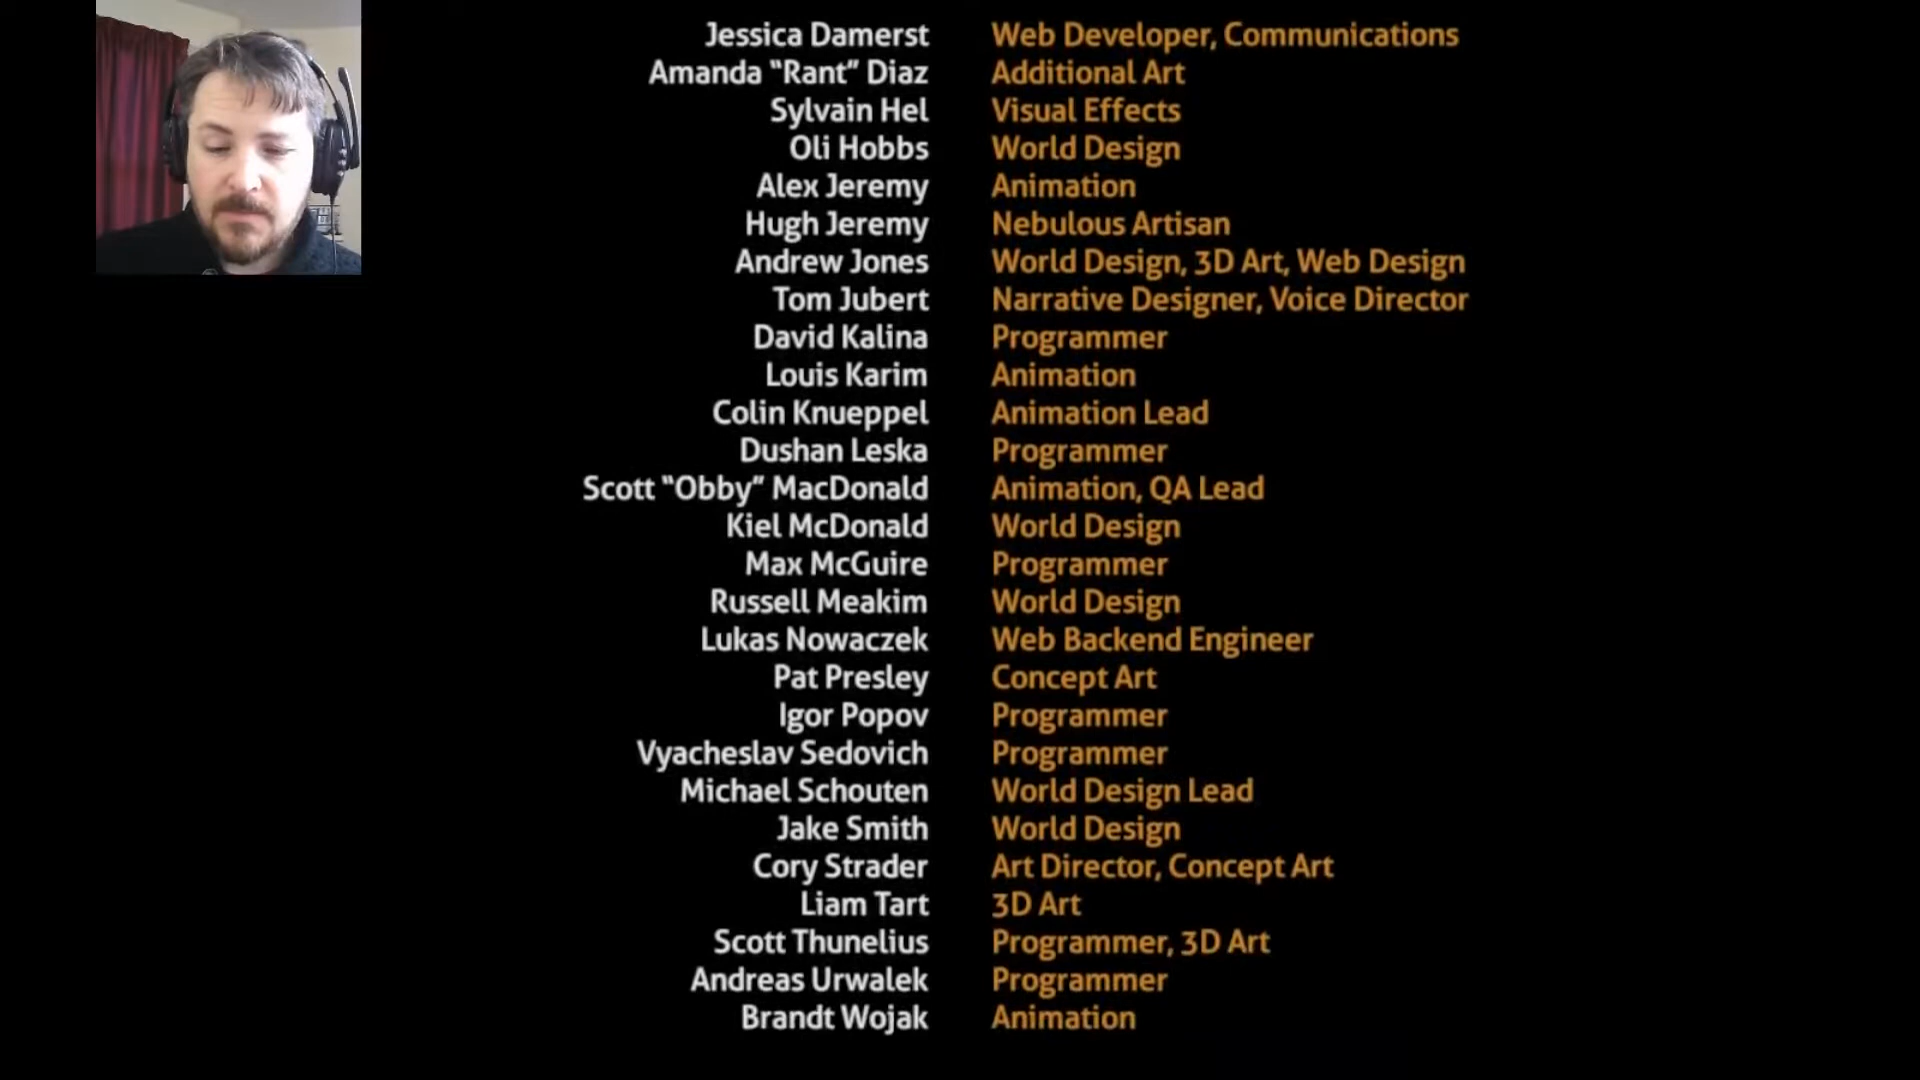 Jessica Damerst Web Developer, Communications
Amanda “Rant” Diaz Additional Art
Sylvain Hel Visual Effects
Oli Hobbs World Design
Alex Jeremy Animation
Hugh Jeremy Nebulous Artisan
Andrew Jones World Design, 3D Art, Web Design
Tom Jubert Narrative Designer, Voice Director
David Kalina Programmer
Louis Karim Animation
Colin Knueppel Animation Lead
Dushan Leska Programmer
Scott “Obby” MacDonald Animation, QA Lead
Kiel McDonald World Design
Max McGuire Programmer
Russell Meakim World Design
Lukas Nowaczek Web Backend Engineer
Pat Presley Concept Art
Igor Popov Programmer
Vyacheslav Sedovich Programmer
Michael Schouten World Design Lead
Jake Smith World Design
Cory Strader Art Director, Concept Art
Liam Tart 3D Art
Scott Thunelius Programmer, 3D Art
Andreas Urwalek Programmer
Brandt Wojak Animation